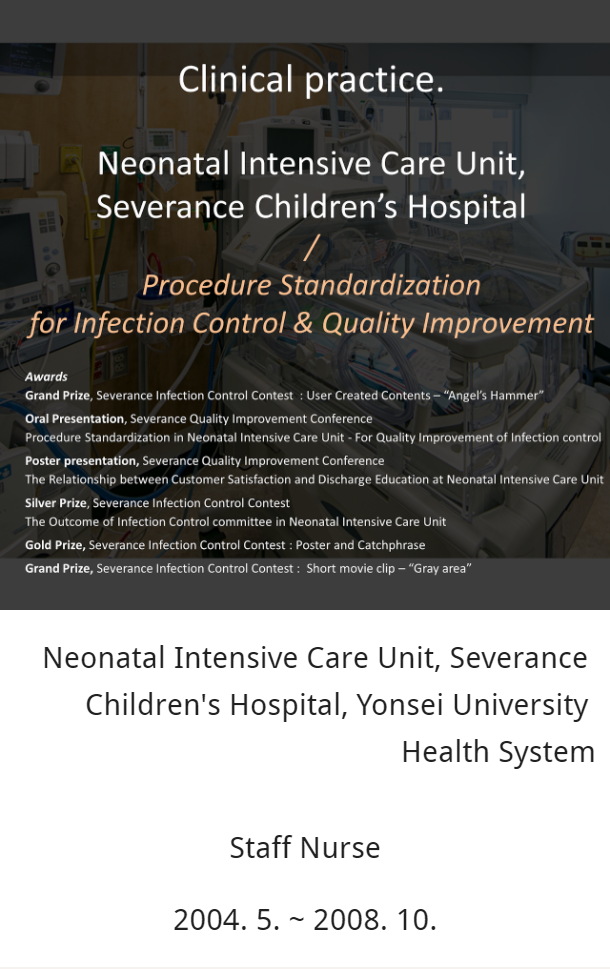 Clinical practice.
Neonatal Intensive Care Unit,
Severance Children’s Hospital
/
Procedure Standardization
for Infection Control & Quality Improvement
Awards
Grand Prize, Severance Infection Control Contest : User Created Contents – “Angel’s Hammer”
Oral Presentation, Severance Quality Improvement Conference
Procedure Standardization in Neonatal Intensive Care Unit - For Quality Improvement of Infection control
Poster presentation, Severance Quality Improvement Conference
The Relationship between Customer Satisfaction and Discharge Education at Neonatal Intensive Care Unit
Silver Prize, Severance Infection Control Contest
The Outcome of Infection Control committee in Neonatal Intensive Care Unit
Gold Prize, Severance Infection Control Contest : Poster and Catchphrase
Grand Prize, Severance Infection Control Contest : Short movie clip – “Gray area”
Neonatal Intensive Care Unit, Severance
Children's Hospital, Yonsei University
Health System
Staff Nurse
2004. 5. ~ 2008. 10.